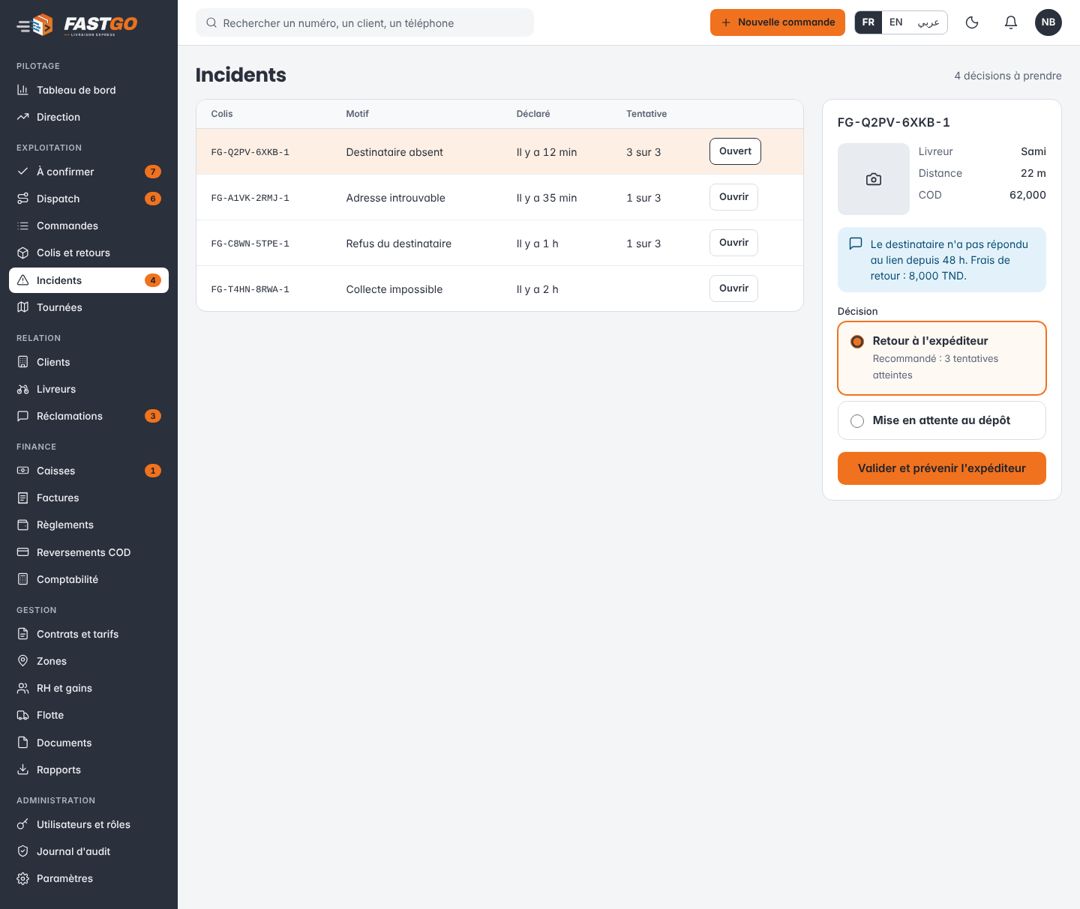 FASTGO
LIVRAISON EXPRESS
PILOTAGE
Tableau de bord
Direction
EXPLOITATION
À confirmer 7
Dispatch 6
Commandes
Colis et retours
Incidents 4
Tournées
RELATION
Clients
Livreurs
Réclamations 3
FINANCE
Caisses 1
Factures
Règlements
Reversements COD
Comptabilité
GESTION
Contrats et tarifs
Zones
RH et gains
Flotte
Documents
Rapports
ADMINISTRATION
Utilisateurs et rôles
Journal d'audit
Paramètres
Rechercher un numéro, un client, un téléphone
+ Nouvelle commande
FR EN عربي
NB
Incidents
4 décisions à prendre
Colis Motif Déclaré Tentative
FG-Q2PV-6XKB-1 Destinataire absent Il y a 12 min 3 sur 3 Ouvert
FG-A1VK-2RMJ-1 Adresse introuvable Il y a 35 min 1 sur 3 Ouvrir
FG-C8WN-5TPE-1 Refus du destinataire Il y a 1 h 1 sur 3 Ouvrir
FG-T4HN-8RWA-1 Collecte impossible Il y a 2 h Ouvrir
FG-Q2PV-6XKB-1
Livreur Sami
Distance 22 m
COD 62,000
Le destinataire n'a pas répondu
au lien depuis 48 h. Frais de
retour : 8,000 TND.
Décision
Retour à l'expéditeur
Recommandé : 3 tentatives
atteintes
Mise en attente au dépôt
Valider et prévenir l'expéditeur